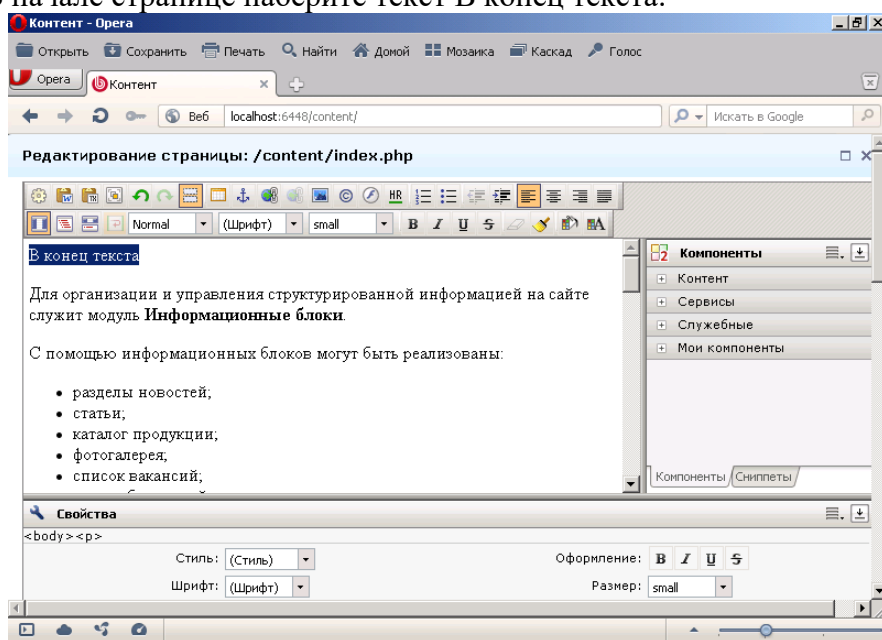 начале странице наберите текст В конец текста.
Контент - Opera
Открыть Сохранить Печать Найти Домой Мозаика Каскад Голос
Opera Контент
Веб localhost:6448/content/ Искать в Google
Редактирование страницы: /content/index.php
HR
Normal (Шрифт) small B I U S
В конец текста
Для организации и управления структурированной информацией на сайте
служит модуль Информационные блоки.
С помощью информационных блоков могут быть реализованы:
• разделы новостей;
• статьи;
• каталог продукции;
• фотогалерея;
• список вакансий;
Компоненты
Контент
Сервисы
Служебные
Мои компоненты
Компоненты Сниппеты
Свойства
<body><p>
Стиль: (Стиль) Оформление: B I U S
Шрифт: (Шрифт) Размер: small